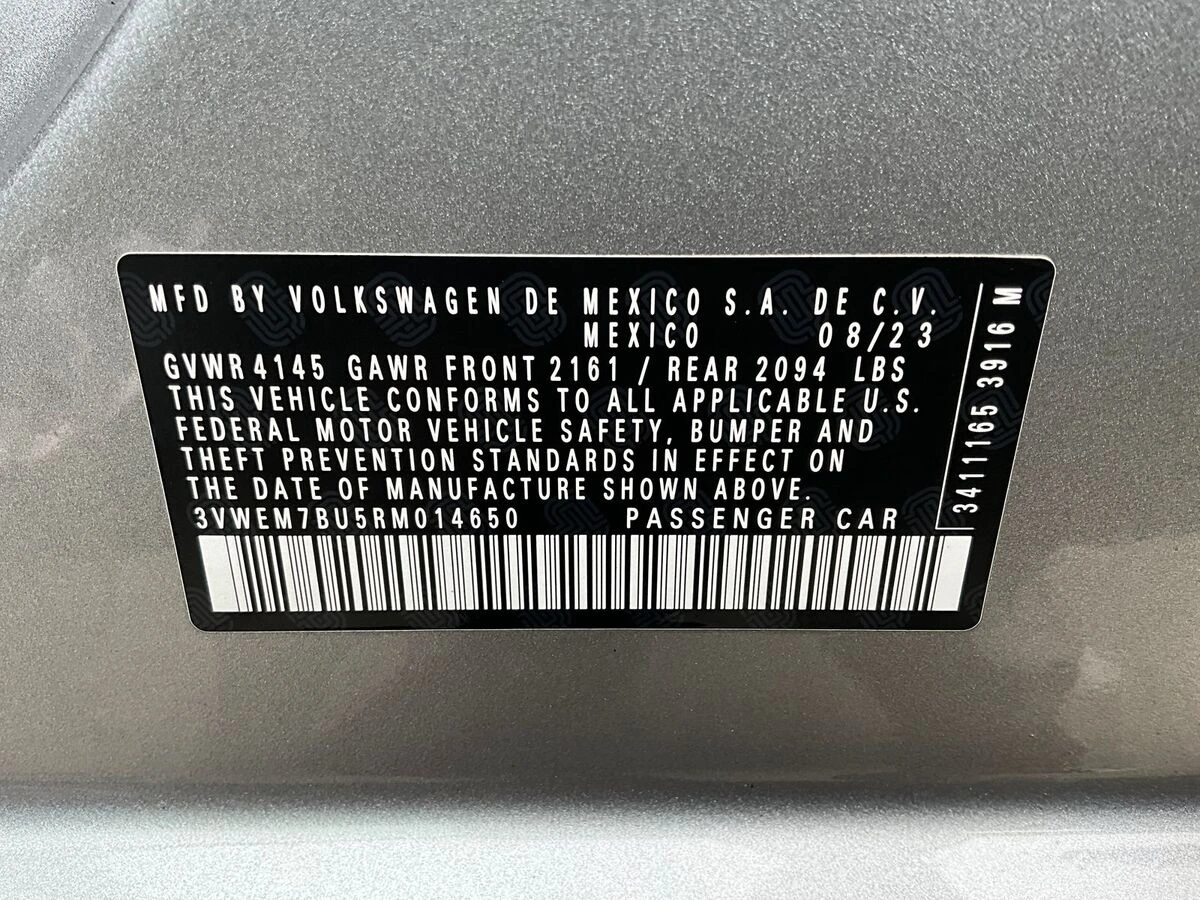 MFD BY VOLKSWAGEN DE MEXICO S.A. DE C.V.
MEXICO 08/23
GVWR 4145 GAWR FRONT 2161 / REAR 2094 LBS
THIS VEHICLE CONFORMS TO ALL APPLICABLE U.S.
FEDERAL MOTOR VEHICLE SAFETY, BUMPER AND
THEFT PREVENTION STANDARDS IN EFFECT ON
THE DATE OF MANUFACTURE SHOWN ABOVE.
3VWEM7BU5RM014650 PASSENGER CAR
3411165 3916 M